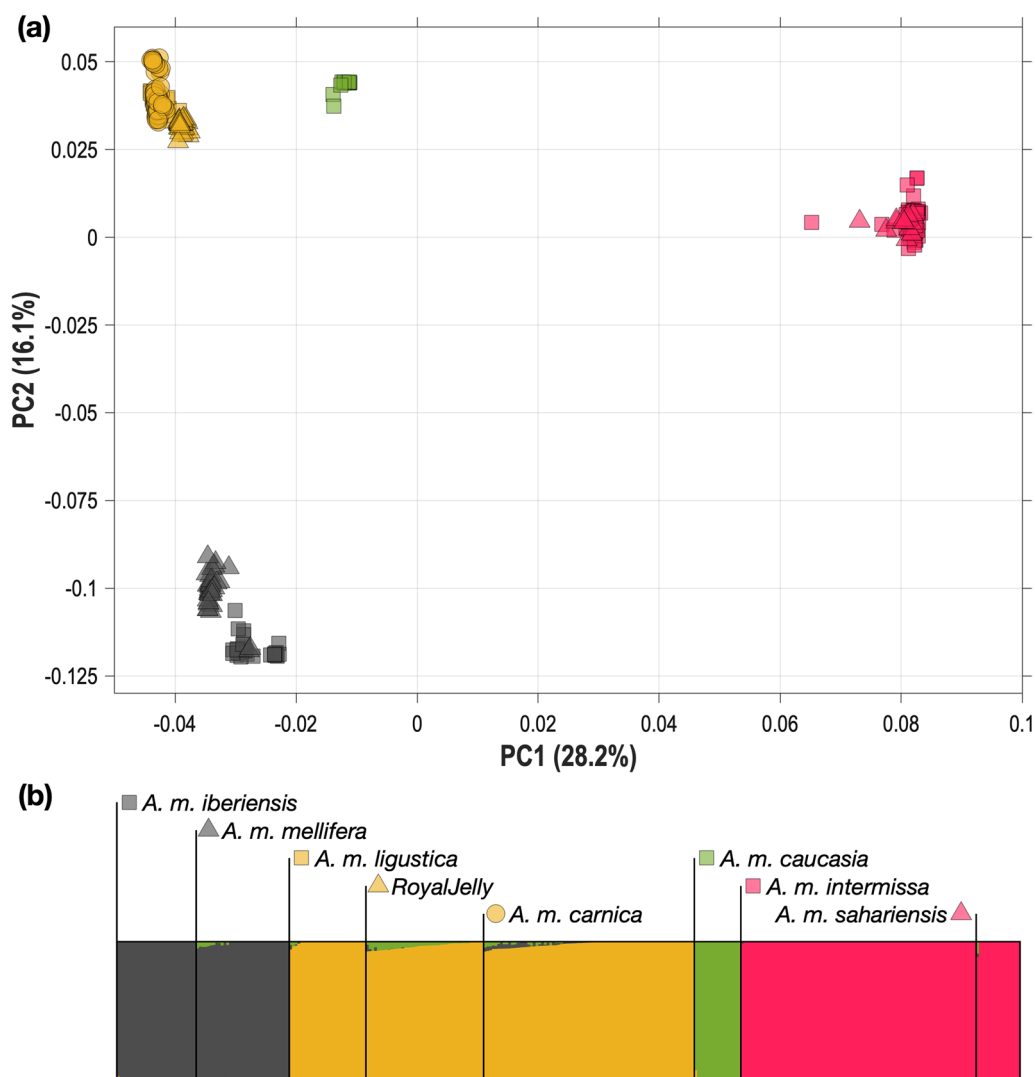 (a)
0.05
0.025
0
-0.025
-0.05
-0.075
-0.1
-0.125
PC2 (16.1%)
-0.04 -0.02 0 0.02 0.04 0.06 0.08 0.1
PC1 (28.2%)
(b)
A. m. iberiensis
A. m. mellifera
A. m. ligustica
A. m. caucasia
RoyalJelly
A. m. intermissa
A. m. carnica
A. m. sahariensis